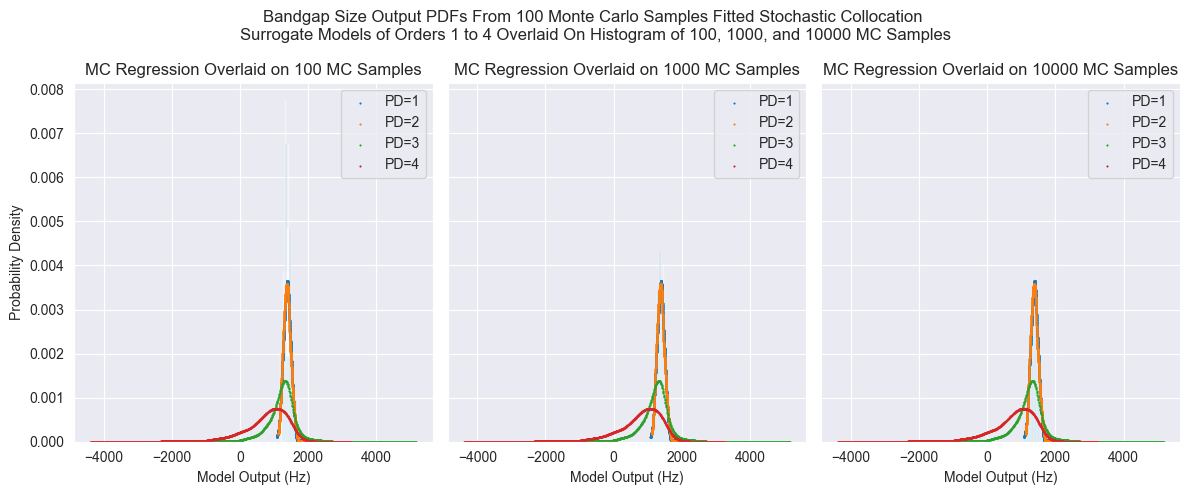 Bandgap Size Output PDFs From 100 Monte Carlo Samples Fitted Stochastic Collocation
Surrogate Models of Orders 1 to 4 Overlaid On Histogram of 100, 1000, and 10000 MC Samples
MC Regression Overlaid on 100 MC Samples
MC Regression Overlaid on 1000 MC Samples
MC Regression Overlaid on 10000 MC Samples
0.008
0.007
0.006
0.005
0.004
0.003
0.002
0.001
0.000
Probability Density
PD=1
PD=2
PD=3
PD=4
PD=1
PD=2
PD=3
PD=4
PD=1
PD=2
PD=3
PD=4
−4000 −2000 0 2000 4000
−4000 −2000 0 2000 4000
−4000 −2000 0 2000 4000
Model Output (Hz)
Model Output (Hz)
Model Output (Hz)